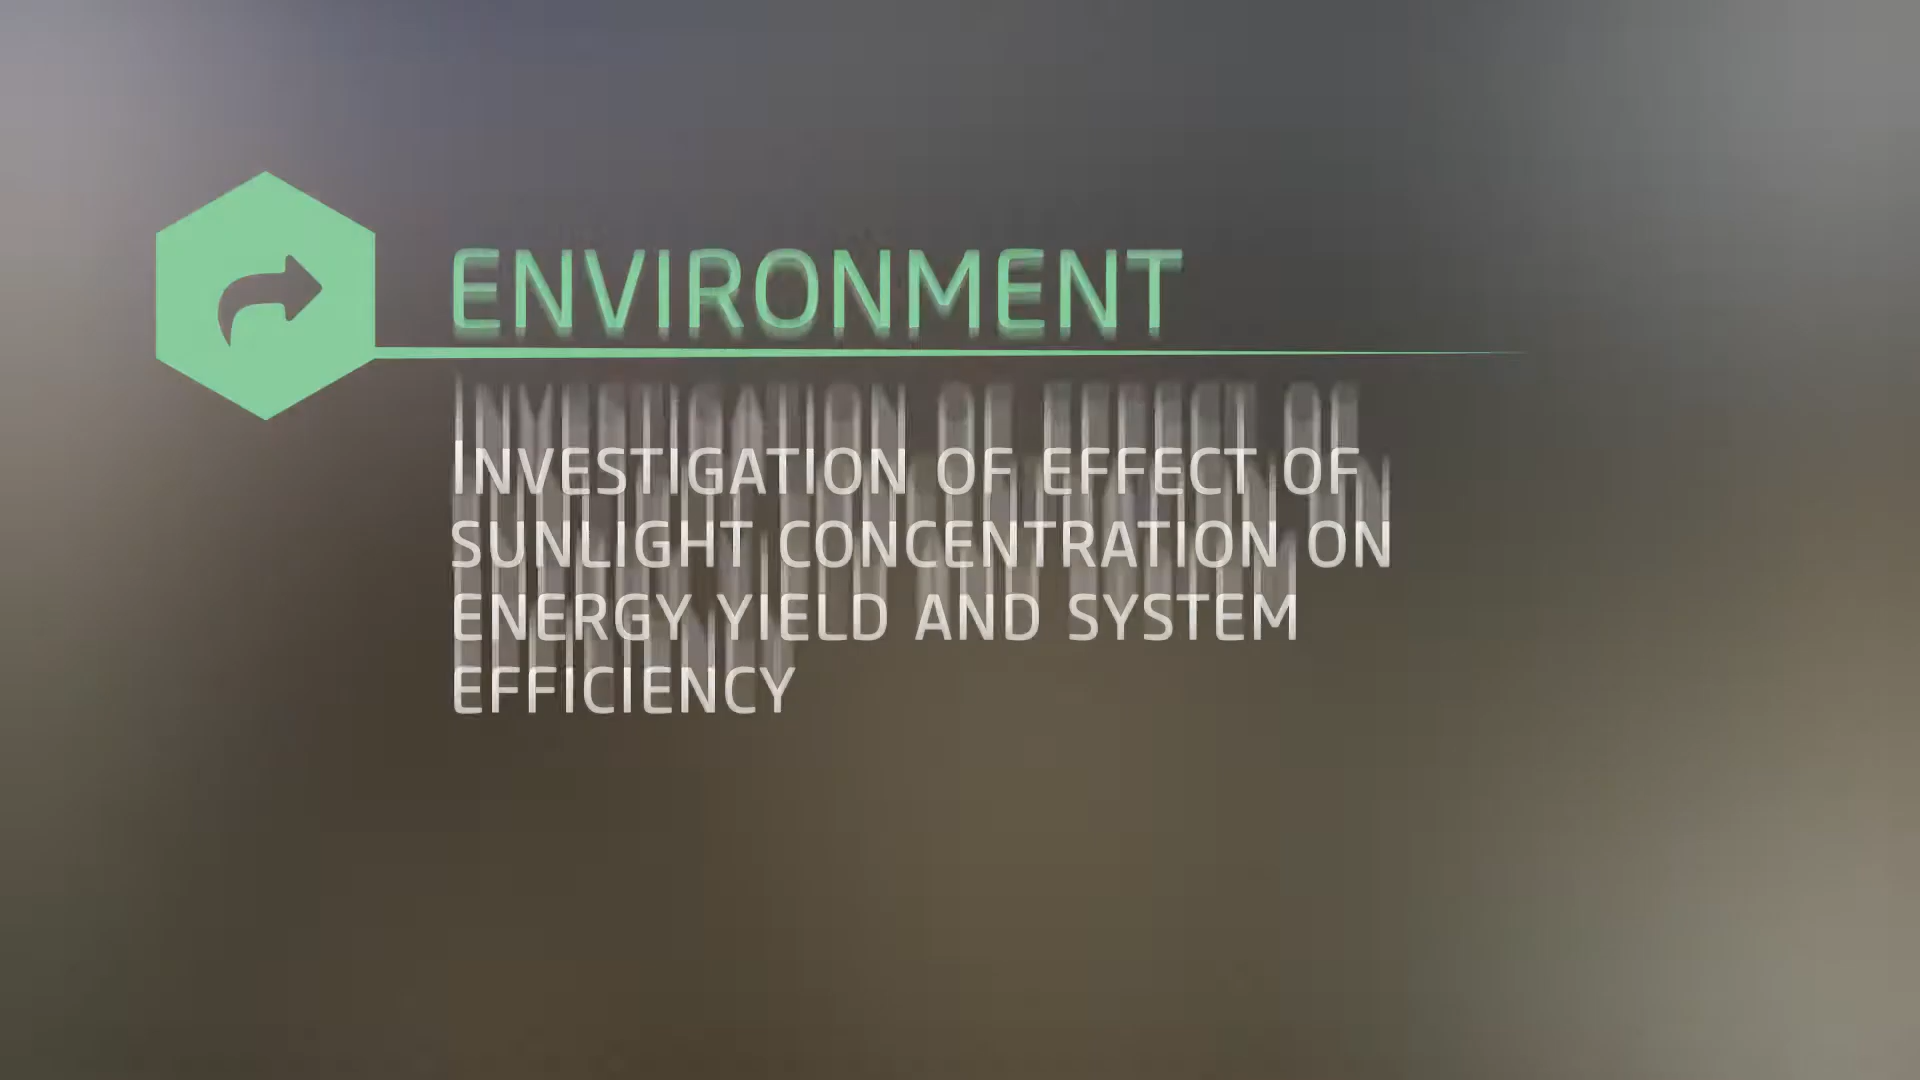 ENVIRONMENT
INVESTIGATION OF EFFECT OF
SUNLIGHT CONCENTRATION ON
ENERGY YIELD AND SYSTEM
EFFICIENCY